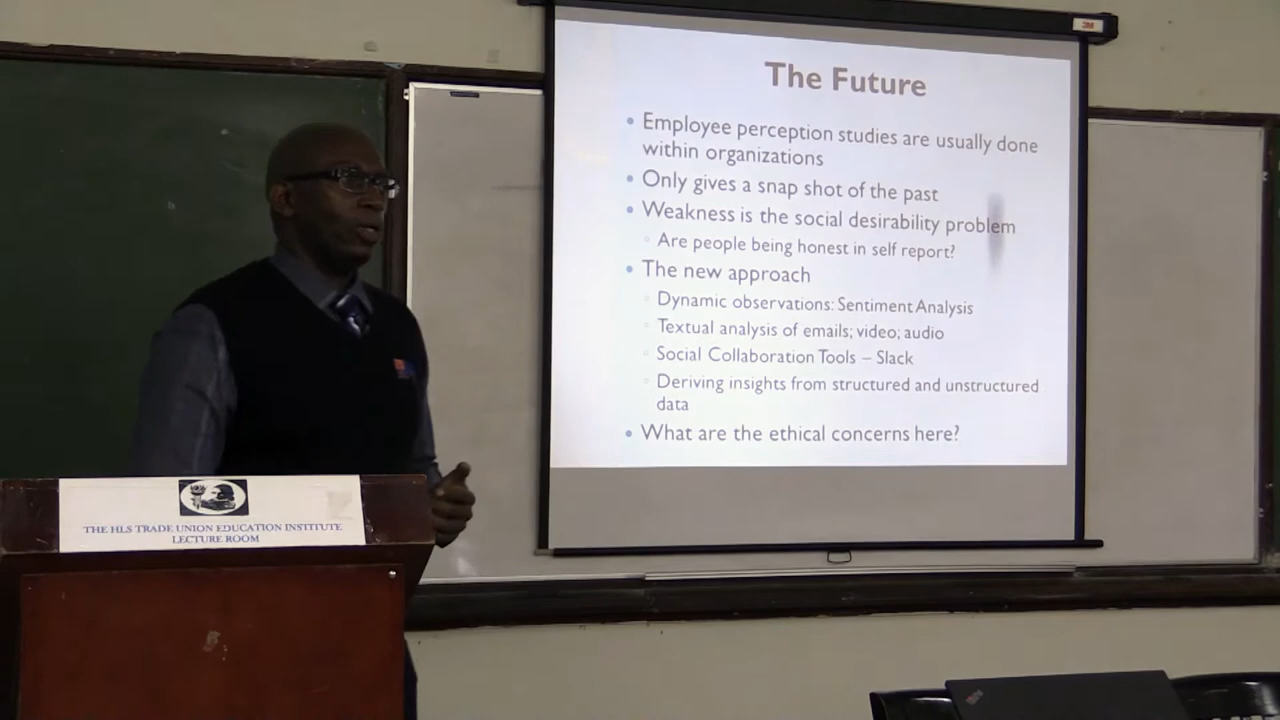 3M
The Future
• Employee perception studies are usually done
within organizations
• Only gives a snap shot of the past
• Weakness is the social desirability problem
◦ Are people being honest in self report?
• The new approach
◦ Dynamic observations: Sentiment Analysis
◦ Textual analysis of emails; video; audio
◦ Social Collaboration Tools – Slack
◦ Deriving insights from structured and unstructured
data
• What are the ethical concerns here?
THE HLS TRADE UNION EDUCATION INSTITUTE
LECTURE ROOM